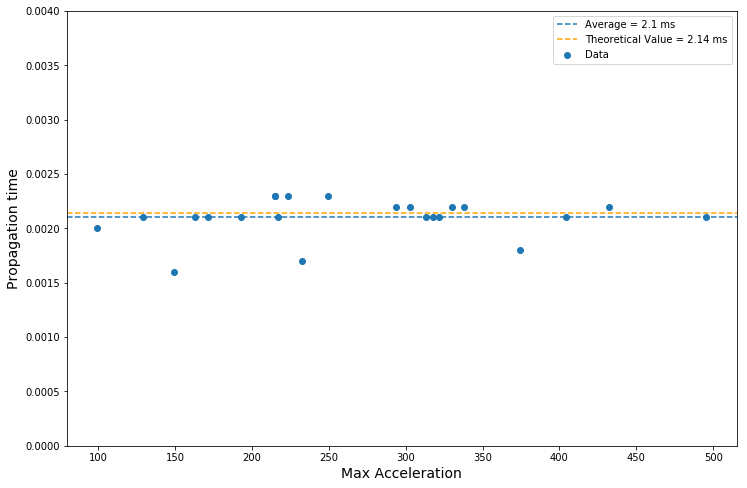 0.0040
0.0035
0.0030
0.0025
0.0020
0.0015
0.0010
0.0005
0.0000
Propagation time
Average = 2.1 ms
Theoretical Value = 2.14 ms
Data
100 150 200 250 300 350 400 450 500
Max Acceleration